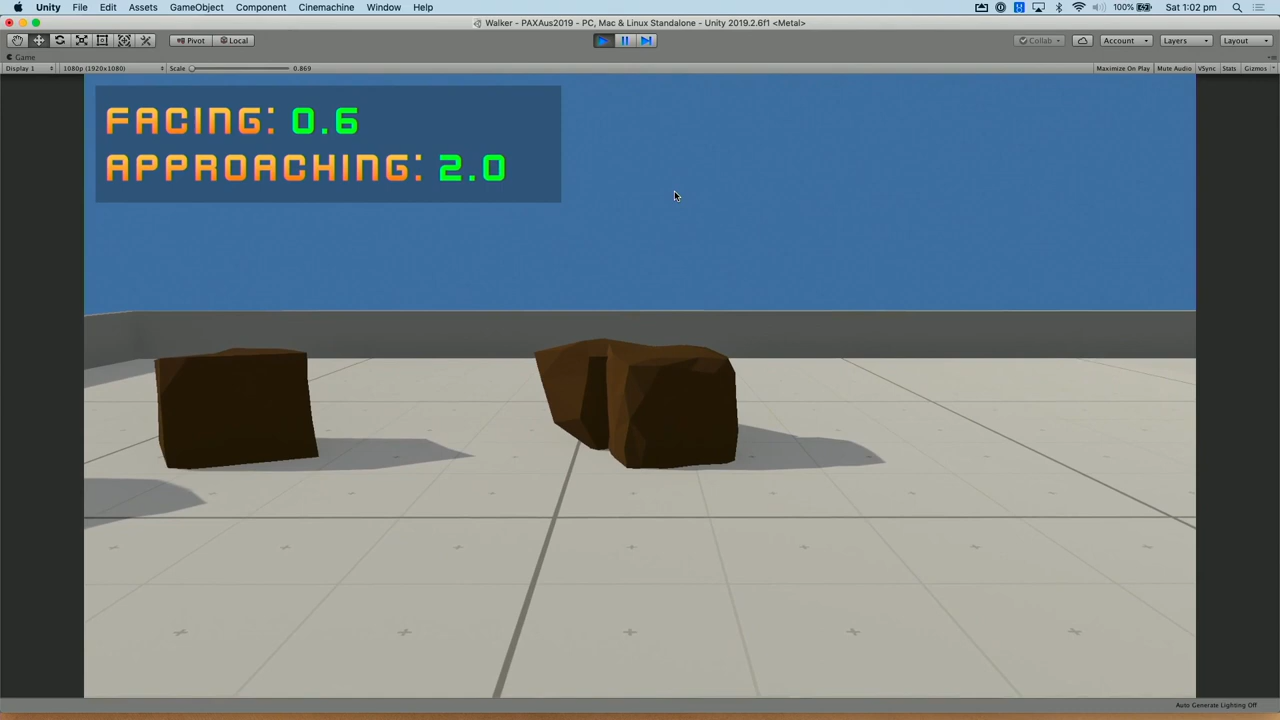 Unity File Edit Assets GameObject Component Cinemachine Window Help 100% Sat 1:02 pm
Walker - PAXAus2019 - PC, Mac & Linux Standalone - Unity 2019.2.6f1 <Metal>
Pivot Local Collab Account Layers Layout
Game
Display 1 1080p (1920x1080) Scale 0.869 Maximize On Play Mute Audio VSync Stats Gizmos
FACING: 0.6
APPROACHING: 2.0
Auto Generate Lighting Off